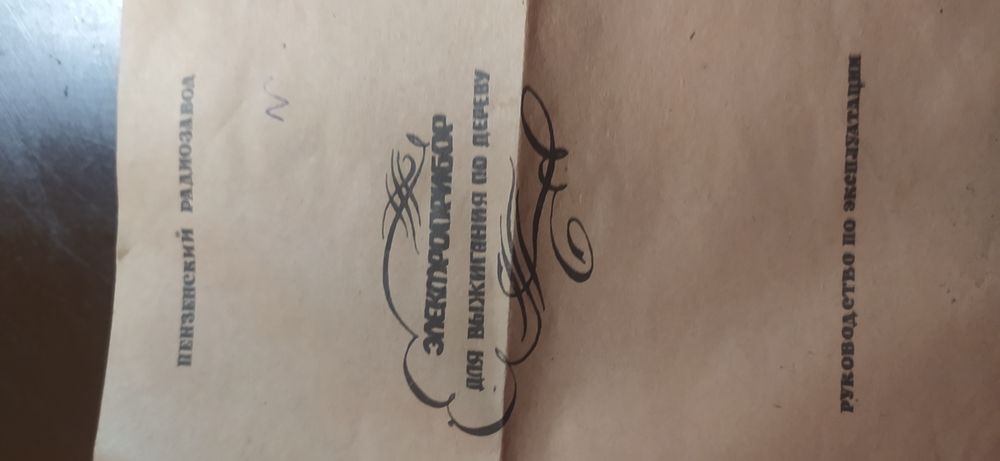 ПЕНЗЕНСКИЙ РАДИОЗАВОД
ЭЛЕКТРОПРИБОР
ДЛЯ ВЫЖИГАНИЯ ПО ДЕРЕВУ
РУКОВОДСТВО ПО ЭКСПЛУАТАЦИИ